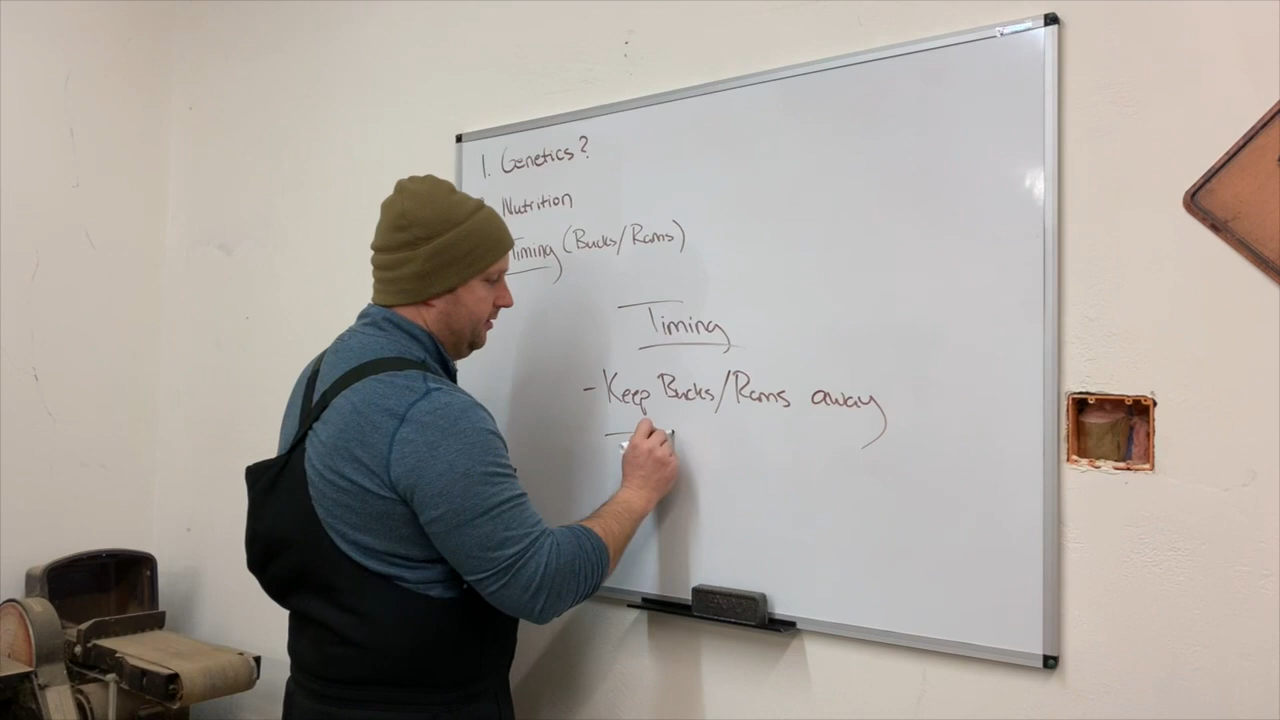 1. Genetics?
Nutrition
Timing (Bucks/Rams)
Timing
- Keep Bucks/Rams away